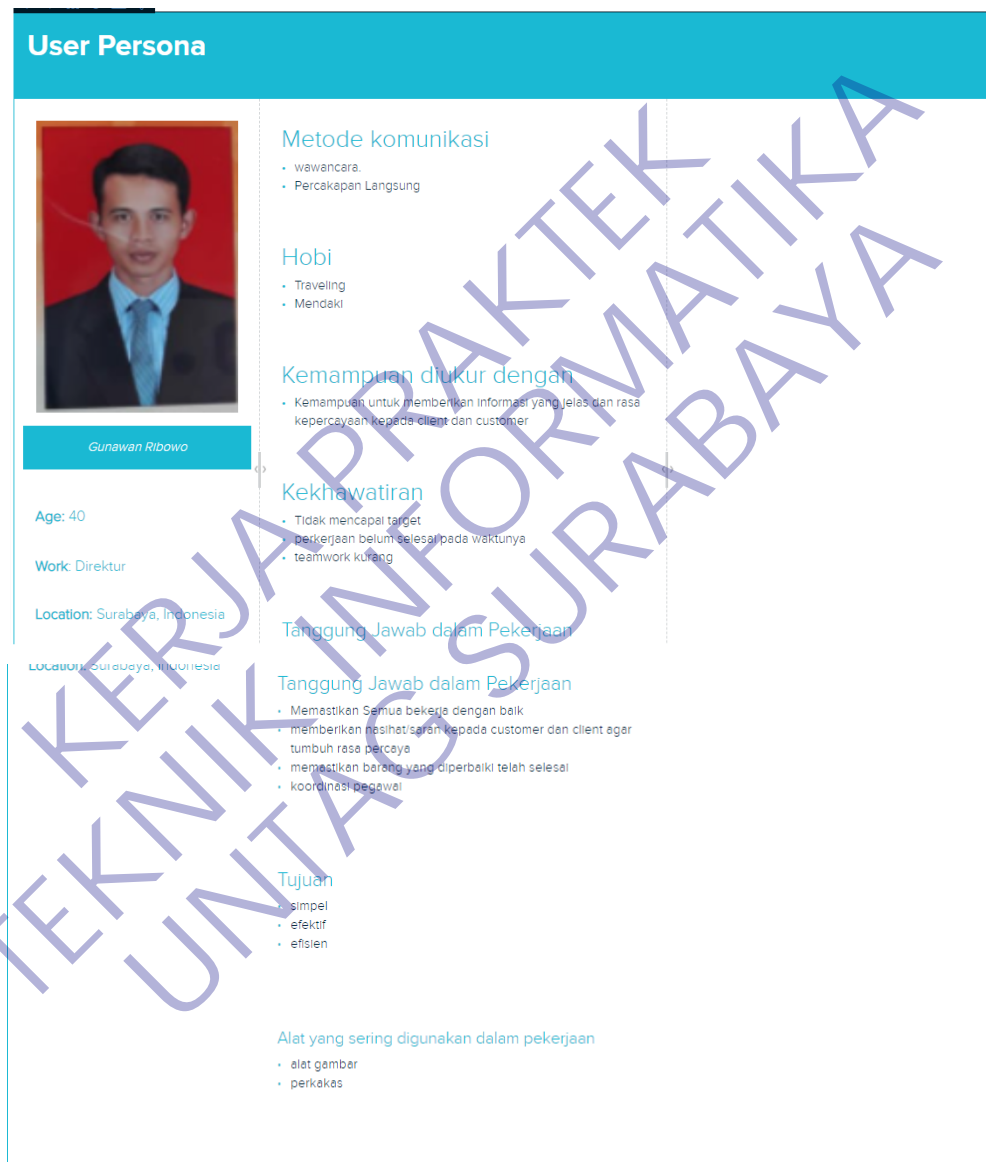 User Persona
Gunawan Ribowo
Age: 40
Work: Direktur
Location: Surabaya, Indonesia
Metode komunikasi
• wawancara.
• Percakapan Langsung
Hobi
• Traveling
• Mendaki
Kemampuan diukur dengan
• Kemampuan untuk memberikan informasi yang jelas dan rasa
kepercayaan kepada client dan customer
Kekhawatiran
• Tidak mencapai target
• perkerjaan belum selesai pada waktunya
• teamwork kurang
Tanggung Jawab dalam Pekerjaan
Location: Surabaya, Indonesia
Tanggung Jawab dalam Pekerjaan
• Memastikan Semua bekerja dengan baik
• memberikan nasihat/saran kepada customer dan client agar
tumbuh rasa percaya
• memastikan barang yang diperbaiki telah selesai
• koordinasi pegawai
Tujuan
• simpel
• efektif
• efisien
Alat yang sering digunakan dalam pekerjaan
• alat gambar
• perkakas
KERJA PRAKTEK
TEKNIK INFORMATIKA
UNTAG SURABAYA